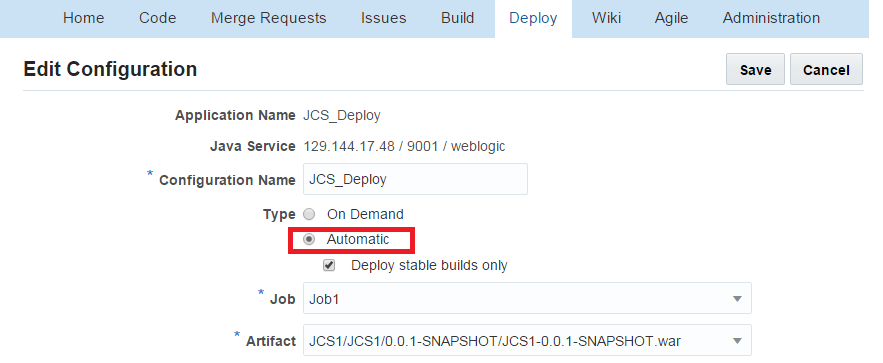 Home Code Merge Requests Issues Build Deploy Wiki Agile Administration
Edit Configuration Save Cancel
Application Name JCS_Deploy
Java Service 129.144.17.48 / 9001 / weblogic
* Configuration Name JCS_Deploy
Type On Demand
Automatic
Deploy stable builds only
* Job Job1
* Artifact JCS1/JCS1/0.0.1-SNAPSHOT/JCS1-0.0.1-SNAPSHOT.war